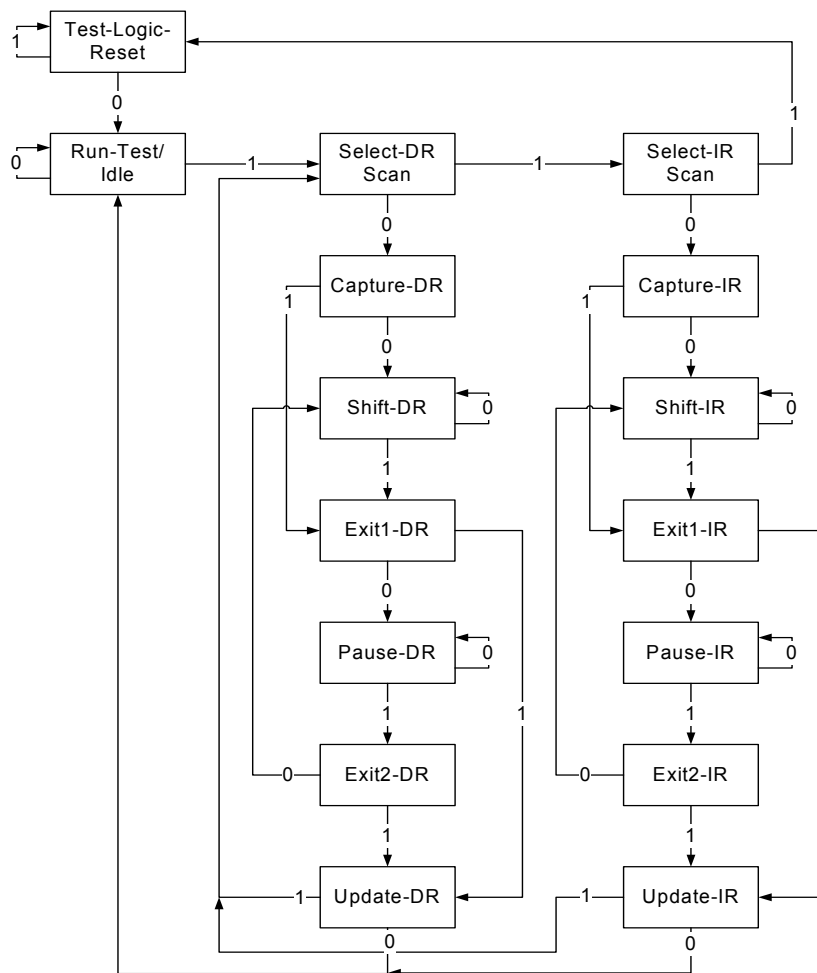 Test-Logic-
Reset
1
0
1
Run-Test/
Idle
0
1
Select-DR
Scan
1
Select-IR
Scan
0
0
Capture-DR
Capture-IR
1
1
0
0
Shift-DR
0
Shift-IR
0
1
1
Exit1-DR
Exit1-IR
0
0
Pause-DR
0
Pause-IR
0
1
1
1
0
Exit2-DR
0
Exit2-IR
1
1
1
Update-DR
1
Update-IR
0
0